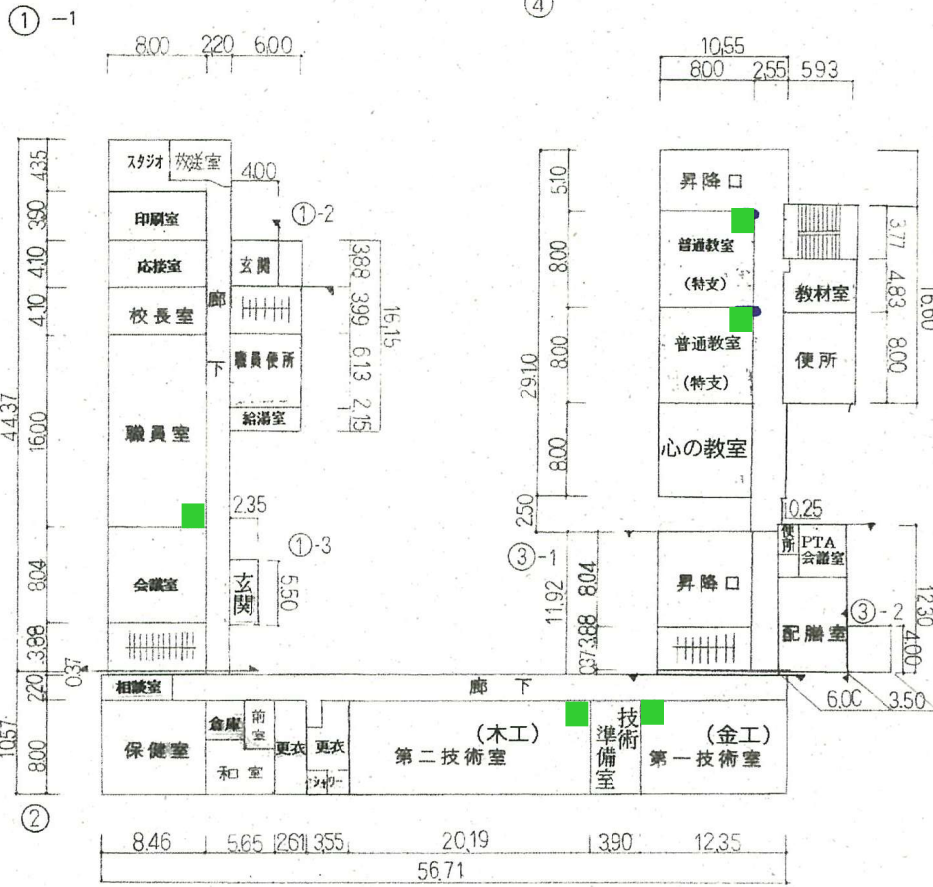 ①-1
④
8.00 2.20 6.00
10.55
8.00 2.55 5.93
スタジオ 放送室
4.00
4.35
昇降口
5.10
印刷室
3.90
①-2
応接室
4.10
玄関
3.88
普通教室
(特支)
8.00
3.77
校長室
4.10
廊下
3.99
16.15
教材室
4.83
16.60
職員便所
6.13
普通教室
(特支)
8.00
便所
8.00
29.10
給湯室
2.15
44.37
職員室
16.00
心の教室
8.00
2.35
2.50
10.25
①-3
会議室
8.04
玄関
5.50
③-1
便所
PTA
会議室
昇降口
8.04
11.92
12.30
3.88
配膳室
③-2
3.88
0.37
4.00
0.37
相談室
廊下
2.20
6.00 3.50
10.57
保健室
8.00
倉庫
前室
和室
更衣
更衣
シャワー
(木工)
第二技術室
技術
準備室
(金工)
第一技術室
②
8.46 5.65 2.61 3.55 20.19 3.90 12.35
56.71